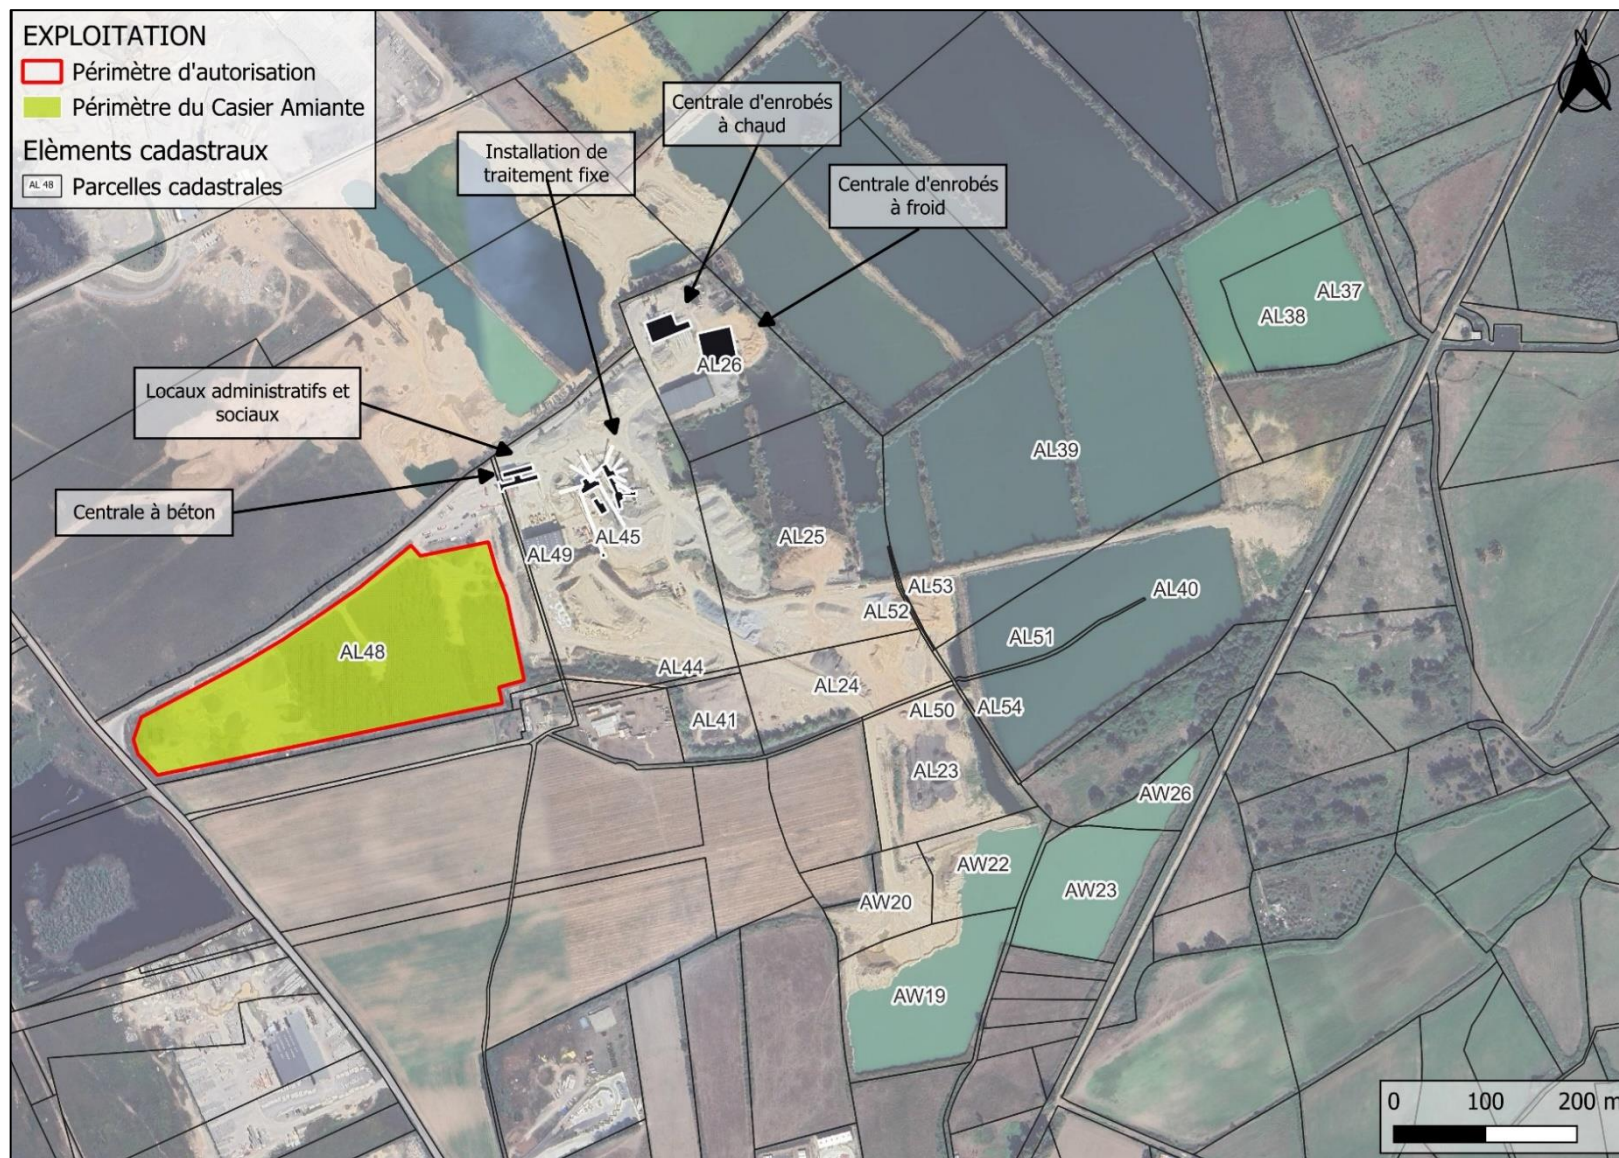 EXPLOITATION
Périmètre d'autorisation
Périmètre du Casier Amiante
Elèments cadastraux
AL 48 Parcelles cadastrales
Centrale d'enrobés
à chaud
Installation de
traitement fixe
Centrale d'enrobés
à froid
N
Locaux administratifs et
sociaux
Centrale à béton
AL37
AL38
AL26
AL39
AL45
AL49
AL25
AL53
AL52
AL40
AL51
AL48
AL44
AL24
AL41
AL50
AL54
AL23
AW26
AW22
AW23
AW20
AW19
0 100 200 m